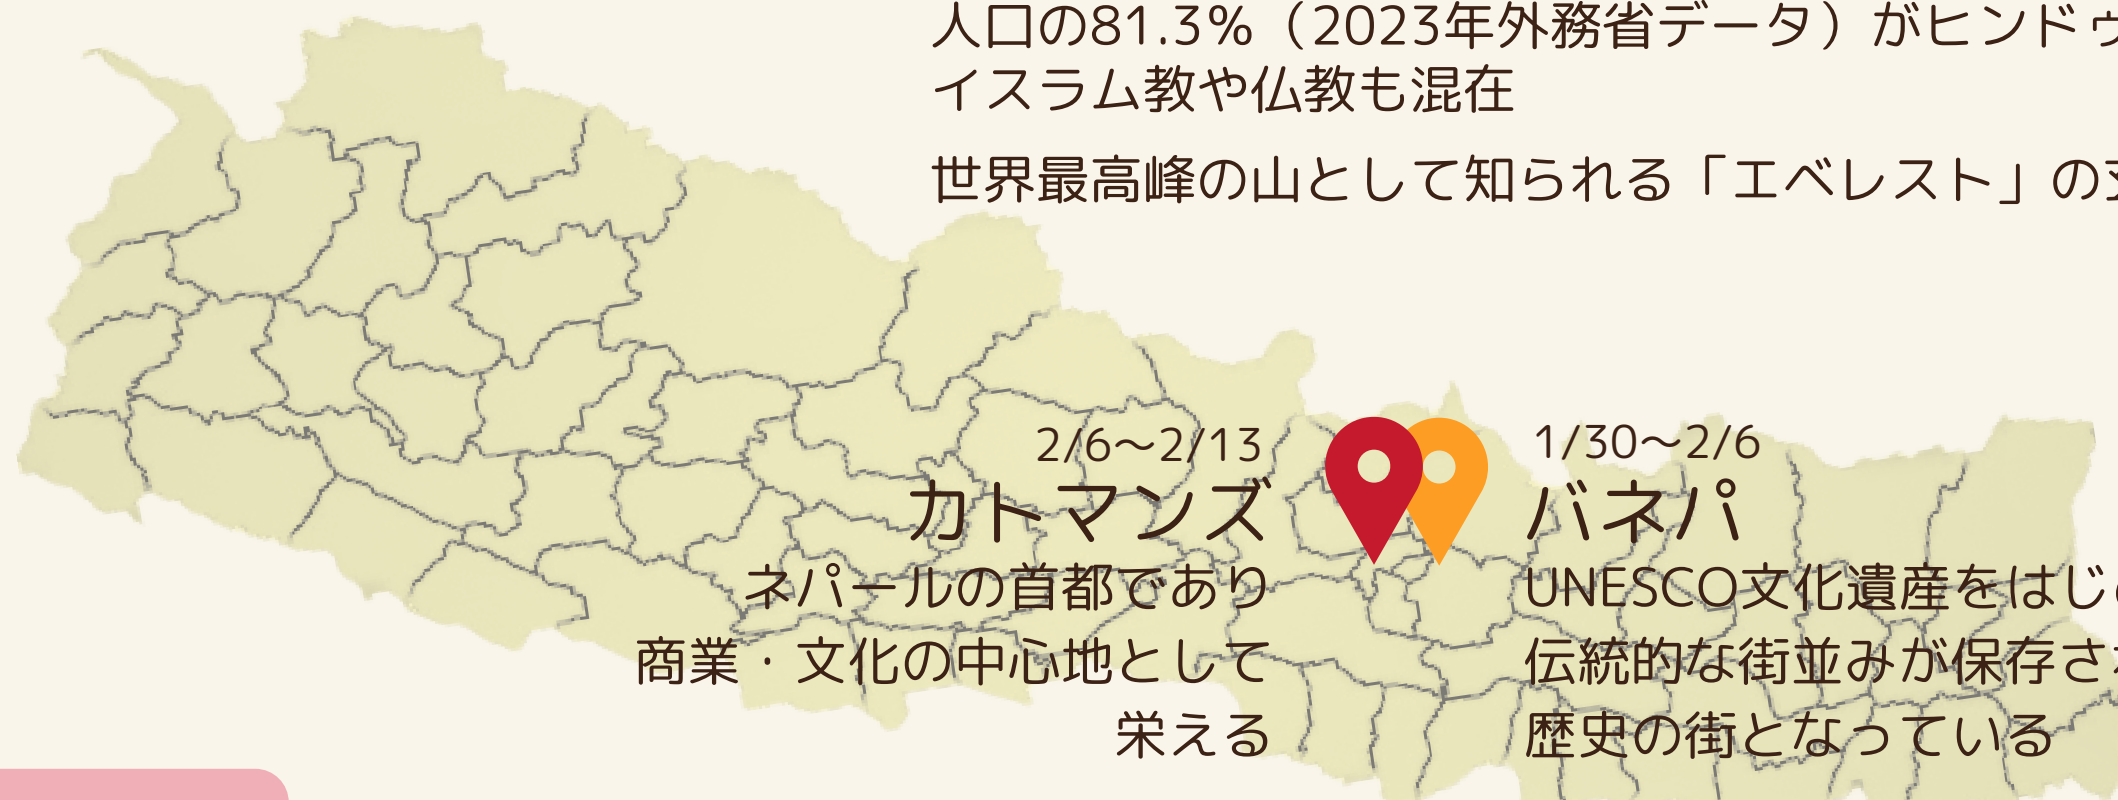 人口の81.3%（2023年外務省データ）がヒンドゥ
イスラム教や仏教も混在
世界最高峰の山として知られる「エベレスト」の
2/6〜2/13
カトマンズ
ネパールの首都であり
商業・文化の中心地として
栄える
1/30〜2/6
バネパ
UNESCO文化遺産をはじ
伝統的な街並みが保存さ
歴史の街となっている